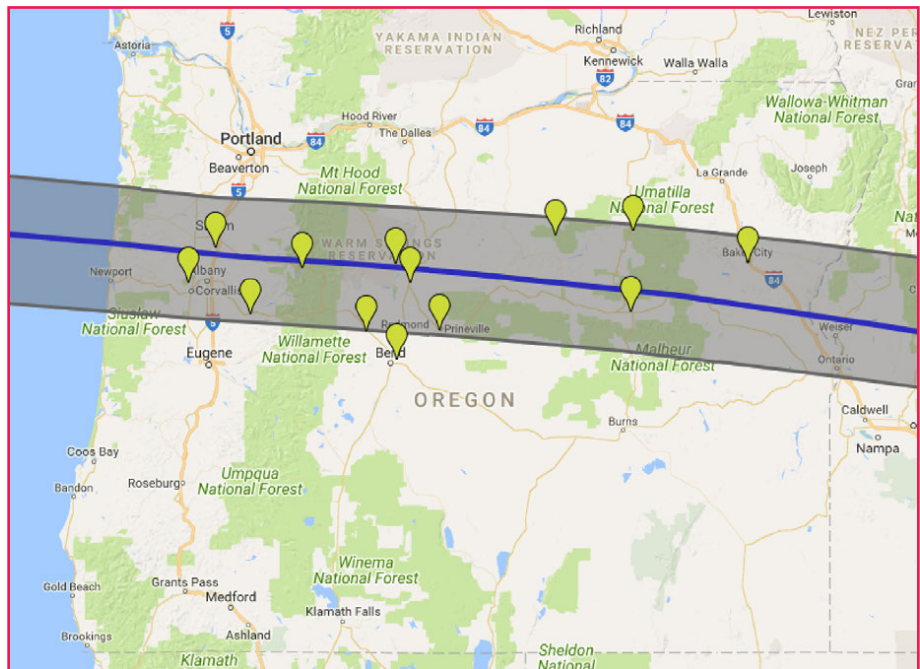 Lewiston
5
YAKAMA INDIAN
RESERVATION
Richland
NEZ PER
RESERVA
Astoria
Kennewick
Walla Walla
82
Gran
Hood River
84
84
Wallowa-Whitman
National Forest
Portland
84
The Dalles
Beaverton
Mt Hood
National Forest
La Grande
Joseph
5
Umatilla
WARM SPRINGS
RESERVATION
Baker City
Newport
Albany
84
Corvallis
Siuslaw
National Forest
5
Redmond
Prineville
Weiser
Willamette
National Forest
Eugene
Bend
Malheur
National Forest
Ontario
OREGON
Caldwell
Burns
Nampa
Coos Bay
Umpqua
National Forest
Roseburg
Bandon
Winema
National Forest
Gold Beach
Grants Pass
Medford
Klamath Falls
Ashland
Brookings
Klamath
Sheldon
National